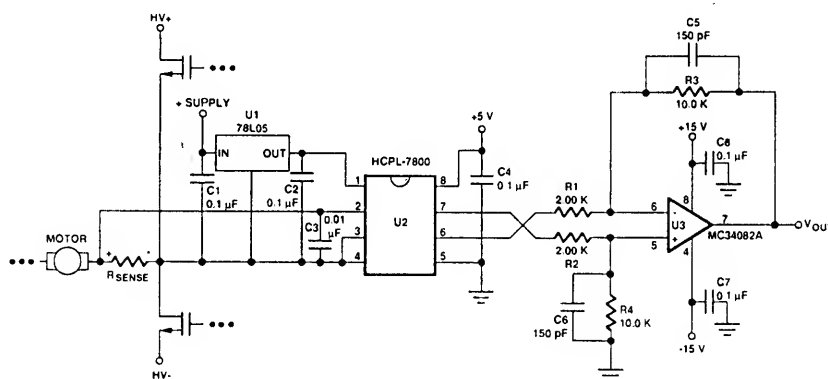 HV+
C5
150 pF
R3
10.0 K
+ SUPPLY
U1
78L05
IN
OUT
+5 V
+15 V
HCPL-7800
C8
0.1 µF
C1
0.1 µF
C2
0.1 µF
C4
0.1 µF
1
8
R1
2.00 K
2
7
6
-
8
U3
7
VOUT
MC34082A
C3
0.01
µF
U2
3
6
5
+
4
2.00 K
R2
MOTOR
+
-
RSENSE
4
5
C7
0.1 µF
C6
150 pF
R4
10.0 K
-15 V
HV-